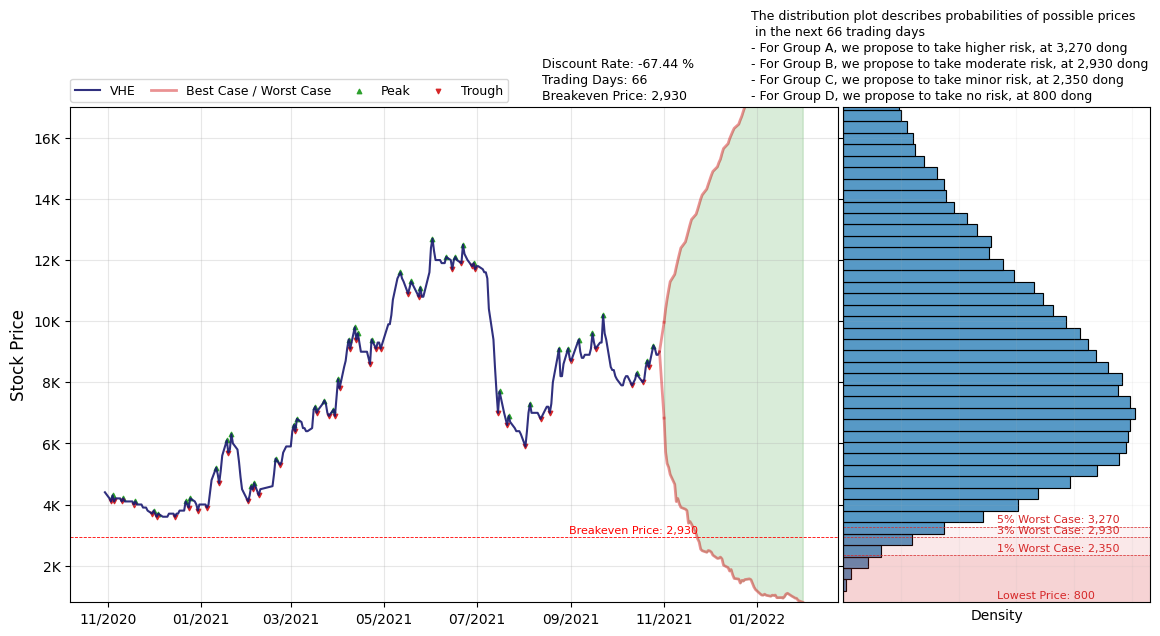 The distribution plot describes probabilities of possible prices
in the next 66 trading days
- For Group A, we propose to take higher risk, at 3,270 dong
- For Group B, we propose to take moderate risk, at 2,930 dong
- For Group C, we propose to take minor risk, at 2,350 dong
- For Group D, we propose to take no risk, at 800 dong
Discount Rate: -67.44 %
Trading Days: 66
Breakeven Price: 2,930
VHE
Best Case / Worst Case
Peak
Trough
Stock Price
16K
14K
12K
10K
8K
6K
4K
2K
Breakeven Price: 2,930
5% Worst Case: 3,270
3% Worst Case: 2,930
1% Worst Case: 2,350
Lowest Price: 800
11/2020
01/2021
03/2021
05/2021
07/2021
09/2021
11/2021
01/2022
Density